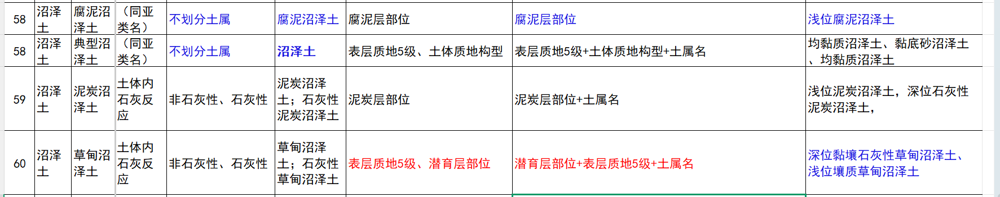 58 沼泽土 腐泥沼泽土 （同亚类名） 不划分土属 腐泥沼泽土 腐泥层部位 腐泥层部位 浅位腐泥沼泽土
58 沼泽土 典型沼泽土 （同亚类名） 不划分土属 沼泽土 表层质地5级、土体质地构型 表层质地5级+土体质地构型+土属名 均黏质沼泽土、黏底砂沼泽土、均黏质沼泽土
59 沼泽土 泥炭沼泽土 土体内石灰反应 非石灰性、石灰性 泥炭沼泽土；石灰性泥炭沼泽土 泥炭层部位 泥炭层部位+土属名 浅位泥炭沼泽土，深位石灰性泥炭沼泽土，
60 沼泽土 草甸沼泽土 土体内石灰反应 非石灰性、石灰性 草甸沼泽土；石灰性草甸沼泽土 表层质地5级、潜育层部位 潜育层部位+表层质地5级+土属名 深位黏壤石灰性草甸沼泽土、浅位壤质草甸沼泽土